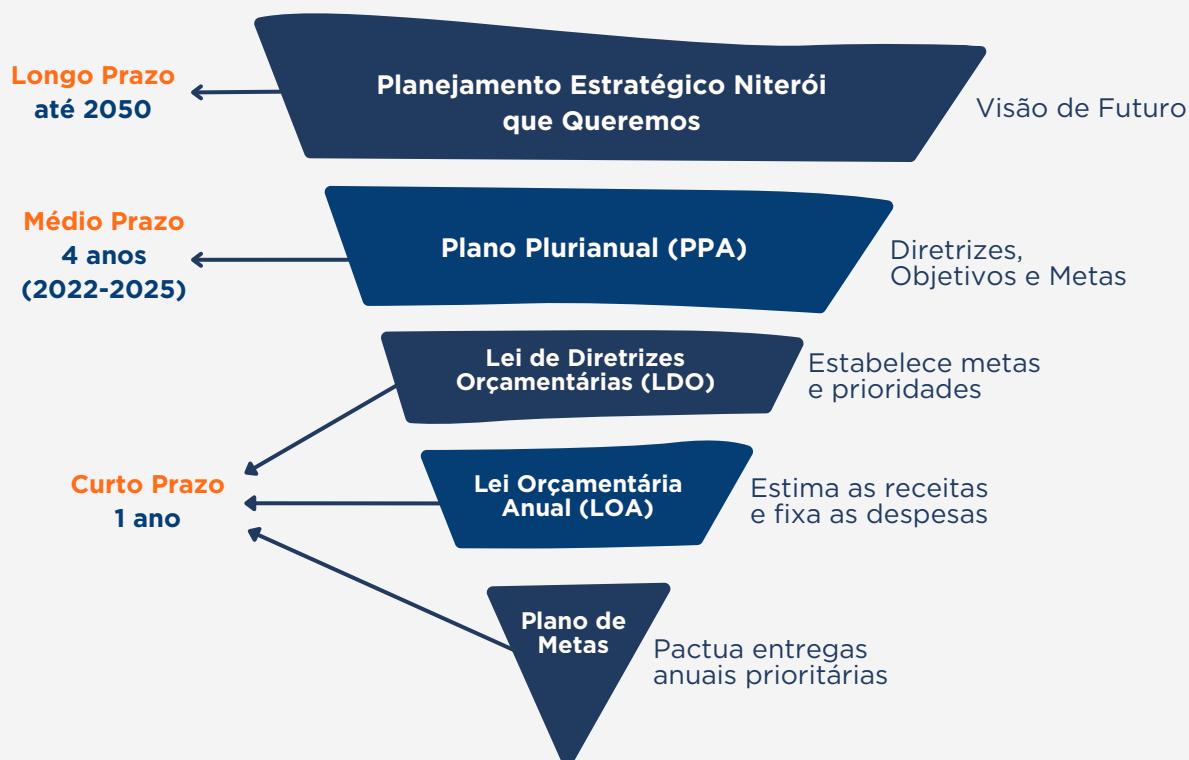 Longo Prazo
até 2050
Planejamento Estratégico Niterói
que Queremos
Visão de Futuro
Médio Prazo
4 anos
(2022-2025)
Plano Plurianual (PPA)
Diretrizes,
Objetivos e Metas
Lei de Diretrizes
Orçamentárias (LDO)
Estabelece metas
e prioridades
Curto Prazo
1 ano
Lei Orçamentária
Anual (LOA)
Estima as receitas
e fixa as despesas
Plano de
Metas
Pactua entregas
anuais prioritárias